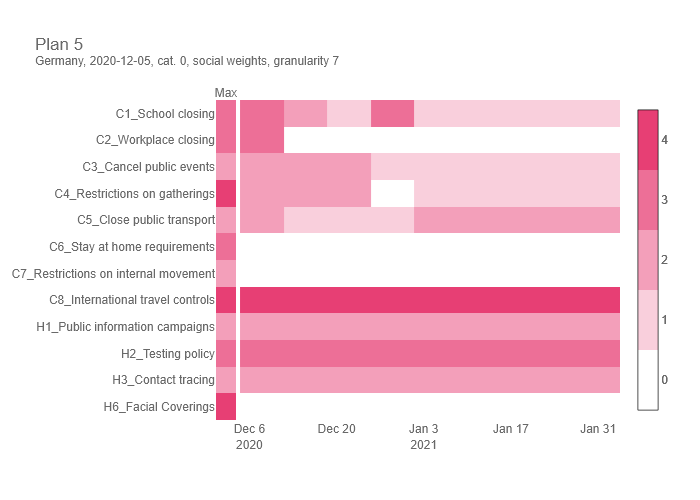 Plan 5
Germany, 2020-12-05, cat. 0, social weights, granularity 7
Max
C1_School closing
C2_Workplace closing
C3_Cancel public events
C4_Restrictions on gatherings
C5_Close public transport
C6_Stay at home requirements
C7_Restrictions on internal movement
C8_International travel controls
H1_Public information campaigns
H2_Testing policy
H3_Contact tracing
H6_Facial Coverings
4
3
2
1
0
Dec 6 Dec 20 Jan 3 Jan 17 Jan 31
2020 2021